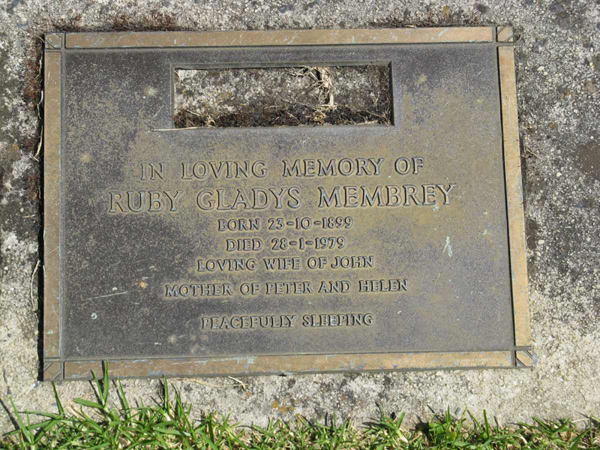 IN LOVING MEMORY OF
RUBY GLADYS MEMBREY
BORN 23-10-1899
DIED 28-1-1979
LOVING WIFE OF JOHN
MOTHER OF PETER AND HELEN
PEACEFULLY SLEEPING